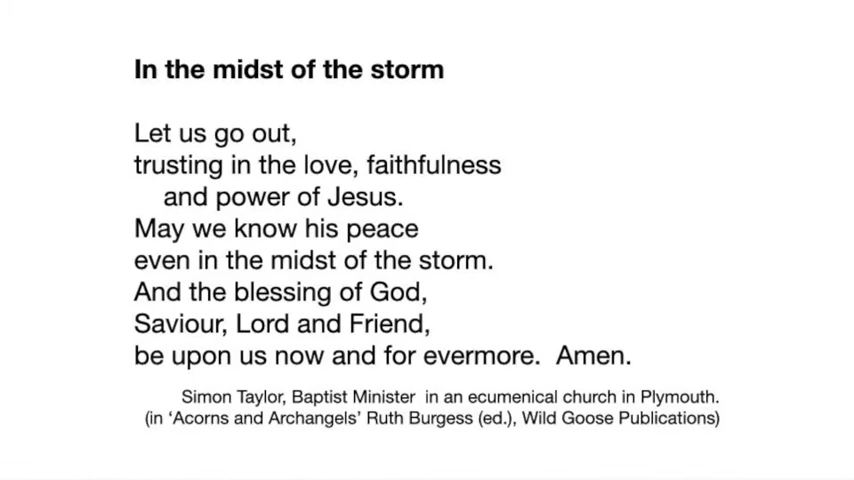 In the midst of the storm
Let us go out,
trusting in the love, faithfulness
and power of Jesus.
May we know his peace
even in the midst of the storm.
And the blessing of God,
Saviour, Lord and Friend,
be upon us now and for evermore.  Amen.
Simon Taylor, Baptist Minister  in an ecumenical church in Plymouth.
(in ‘Acorns and Archangels’ Ruth Burgess (ed.), Wild Goose Publications)